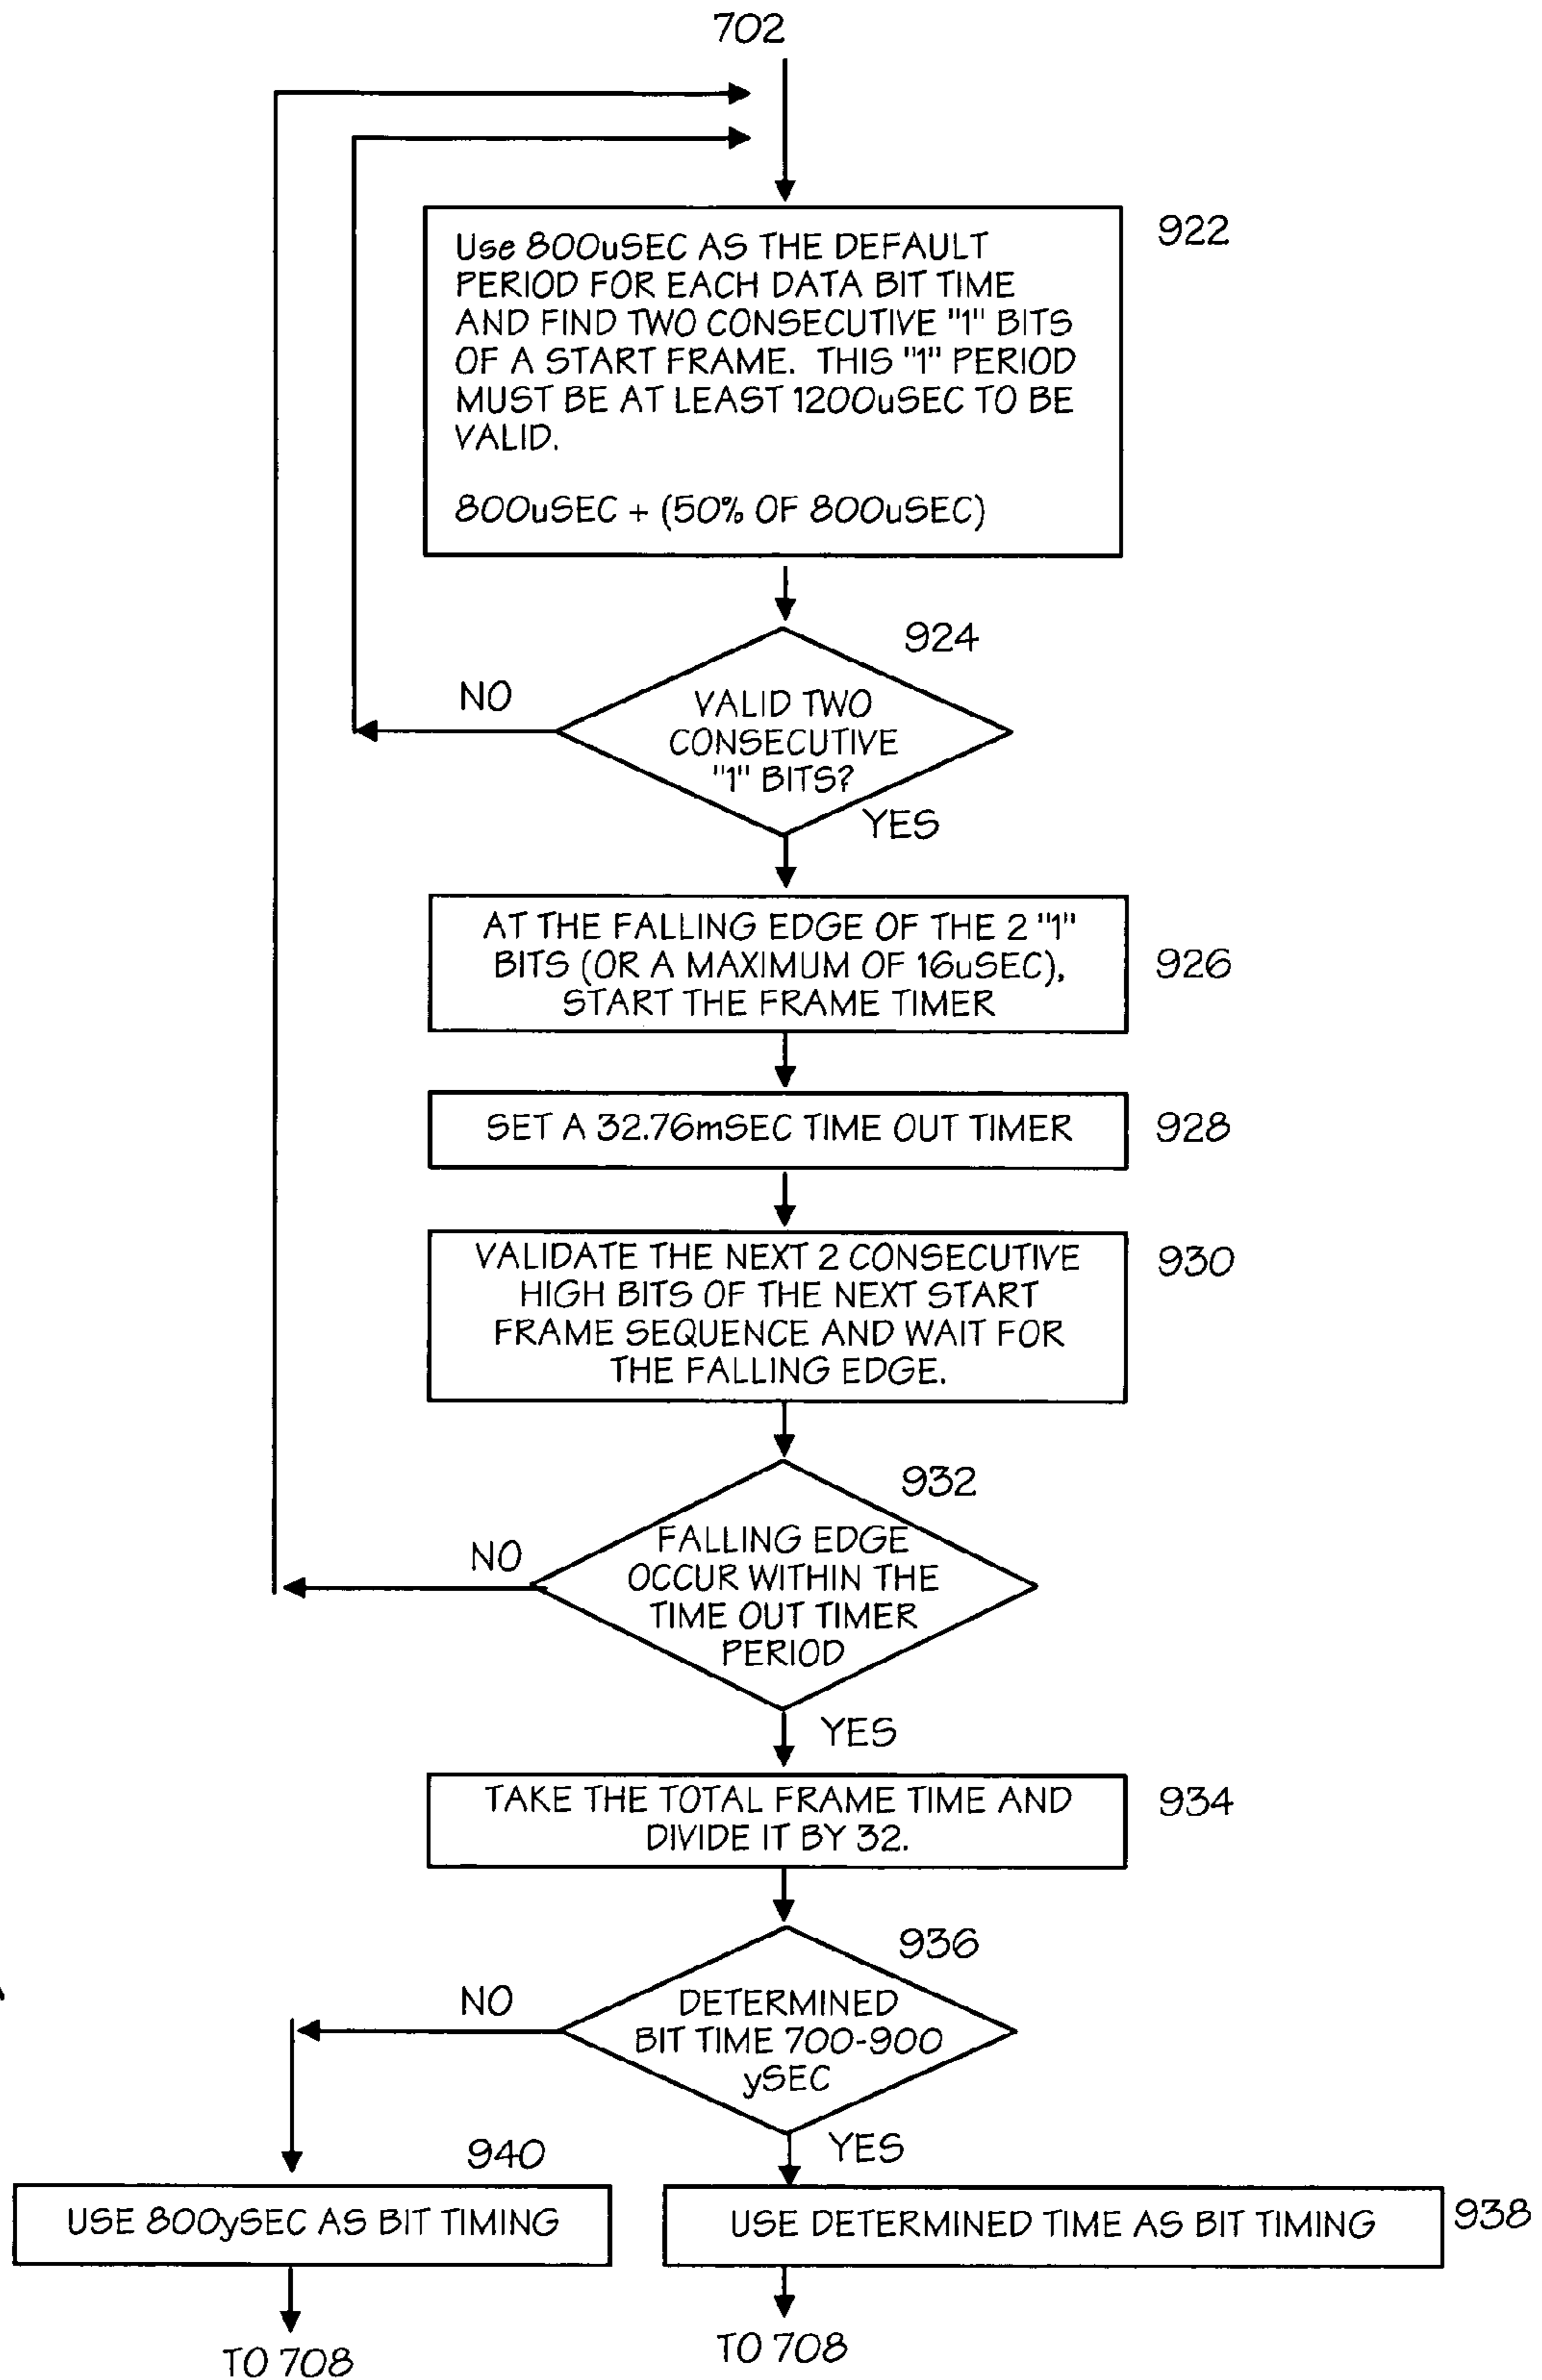 702
Use 800uSEC AS THE DEFAULT
PERIOD FOR EACH DATA BIT TIME
AND FIND TWO CONSECUTIVE "1" BITS
OF A START FRAME. THIS "1" PERIOD
MUST BE AT LEAST 1200uSEC TO BE
VALID.
800uSEC + (50% OF 800uSEC)
922
924
NO
VALID TWO
CONSECUTIVE
"1" BITS?
YES
AT THE FALLING EDGE OF THE 2 "1"
BITS (OR A MAXIMUM OF 16uSEC),
START THE FRAME TIMER
926
SET A 32.76mSEC TIME OUT TIMER
928
VALIDATE THE NEXT 2 CONSECUTIVE
HIGH BITS OF THE NEXT START
FRAME SEQUENCE AND WAIT FOR
THE FALLING EDGE.
930
932
NO
FALLING EDGE
OCCUR WITHIN THE
TIME OUT TIMER
PERIOD
YES
TAKE THE TOTAL FRAME TIME AND
DIVIDE IT BY 32.
934
936
NO
DETERMINED
BIT TIME 700-900
ySEC
YES
940
USE 800ySEC AS BIT TIMING
USE DETERMINED TIME AS BIT TIMING
938
TO 708
TO 708